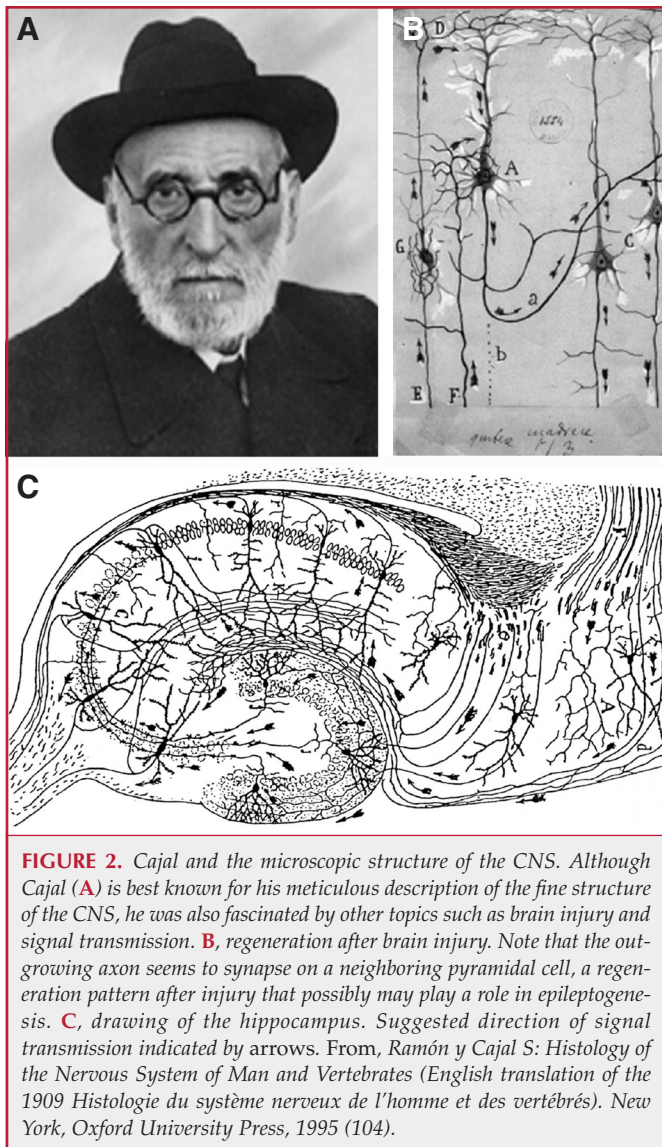 A
B
D
1554
A
G
C
a
b
E
F
C
A
FIGURE 2. Cajal and the microscopic structure of the CNS. Although
Cajal (A) is best known for his meticulous description of the fine structure
of the CNS, he was also fascinated by other topics such as brain injury and
signal transmission. B, regeneration after brain injury. Note that the out-
growing axon seems to synapse on a neighboring pyramidal cell, a regen-
eration pattern after injury that possibly may play a role in epileptogene-
sis. C, drawing of the hippocampus. Suggested direction of signal
transmission indicated by arrows. From, Ramón y Cajal S: Histology of
the Nervous System of Man and Vertebrates (English translation of the
1909 Histologie du système nerveux de l'homme et des vertébrés). New
York, Oxford University Press, 1995 (104).